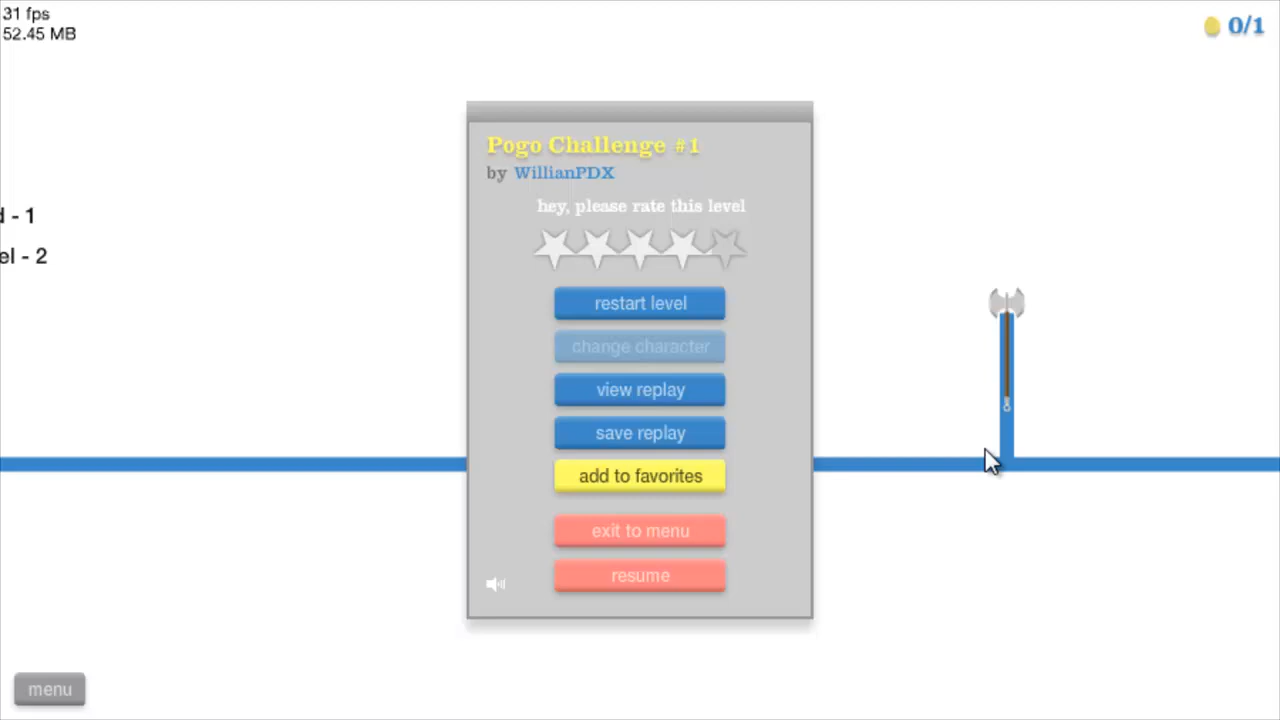 31 fps
52.45 MB
0/1
Pogo Challenge #1
by WillianPDX
hey, please rate this level
d - 1
el - 2
restart level
change character
view replay
save replay
add to favorites
exit to menu
resume
menu